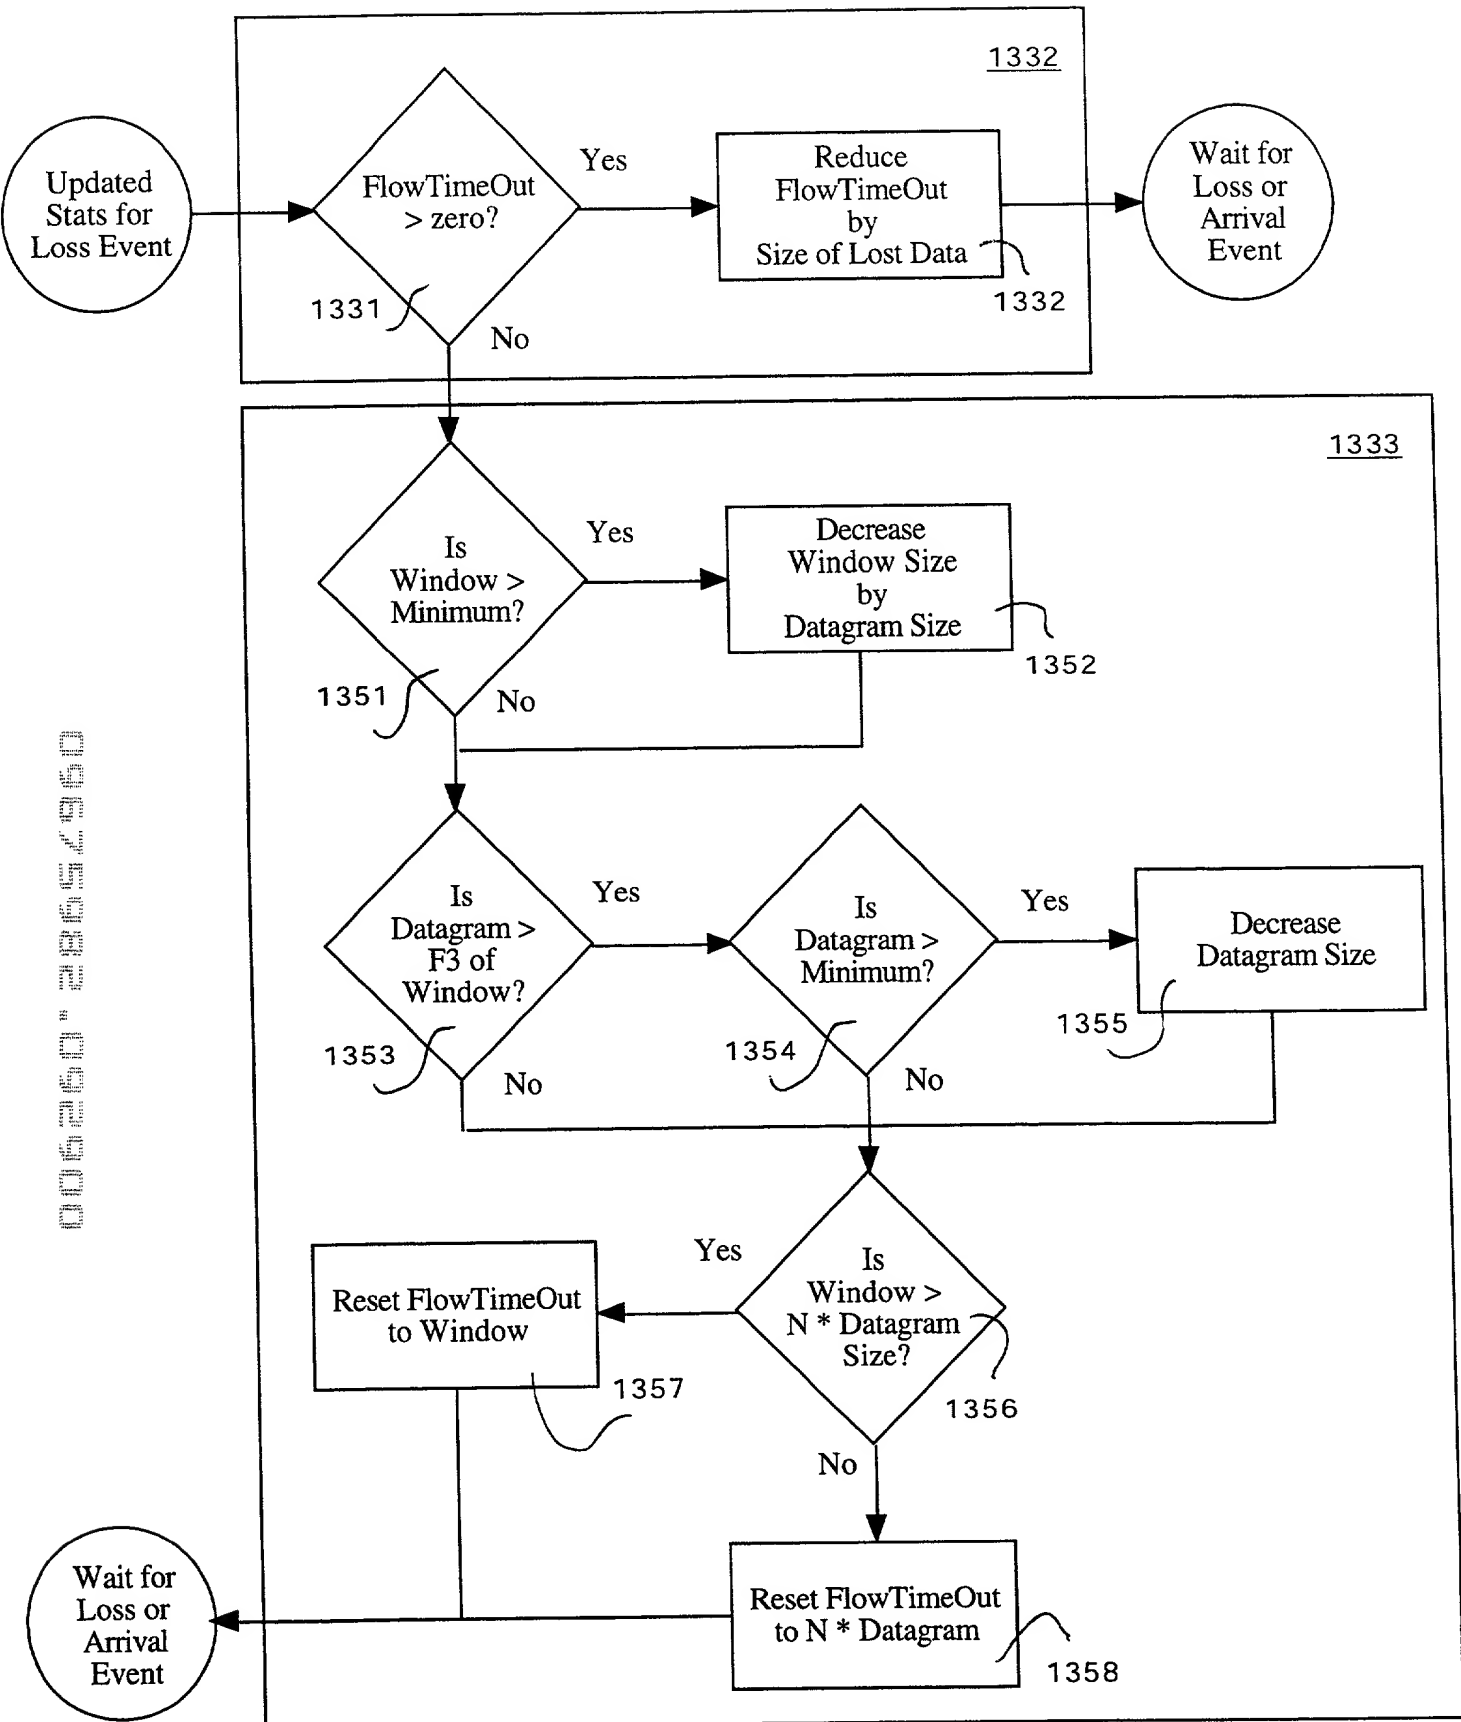 1332
Updated
Stats for
Loss Event
FlowTimeOut
> zero?
Yes
Reduce
FlowTimeOut
by
Size of Lost Data
Wait for
Loss or
Arrival
Event
1331
1332
No
1333
Is
Window >
Minimum?
Yes
Decrease
Window Size
by
Datagram Size
1352
1351
No
Is
Datagram >
F3 of
Window?
Yes
Is
Datagram >
Minimum?
Yes
Decrease
Datagram Size
1353
1354
1355
No
No
Is
Window >
N * Datagram
Size?
Yes
Reset FlowTimeOut
to Window
1357
1356
No
Reset FlowTimeOut
to N * Datagram
1358
Wait for
Loss or
Arrival
Event